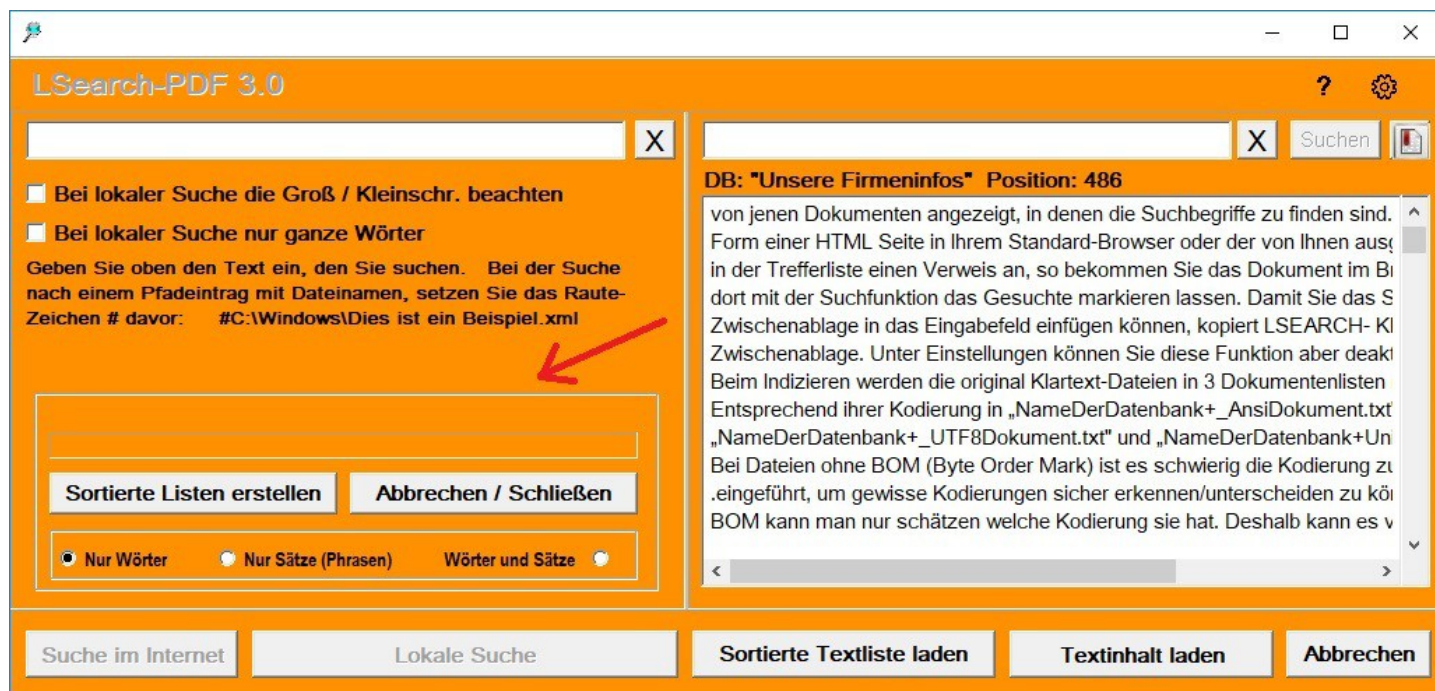 LSearch-PDF 3.0
?
X
X
Suchen
Bei lokaler Suche die Groß / Kleinschr. beachten
Bei lokaler Suche nur ganze Wörter
Geben Sie oben den Text ein, den Sie suchen. Bei der Suche
nach einem Pfadeintrag mit Dateinamen, setzen Sie das Raute-
Zeichen # davor: #C:\Windows\Dies ist ein Beispiel.xml
Sortierte Listen erstellen
Abbrechen / Schließen
Nur Wörter
Nur Sätze (Phrasen)
Wörter und Sätze
DB: "Unsere Firmeninfos" Position: 486
von jenen Dokumenten angezeigt, in denen die Suchbegriffe zu finden sind.
Form einer HTML Seite in Ihrem Standard-Browser oder der von Ihnen
in der Trefferliste einen Verweis an, so bekommen Sie das Dokument im
dort mit der Suchfunktion das Gesuchte markieren lassen. Damit Sie das S
Zwischenablage in das Eingabefeld einfügen können, kopiert LSEARCH-
Zwischenablage. Unter Einstellungen können Sie diese Funktion aber deakt
Beim Indizieren werden die original Klartext-Dateien in 3 Dokumentenlisten
Entsprechend ihrer Kodierung in „NameDerDatenbank+_AnsiDokument.txt"
„NameDerDatenbank+_UTF8Dokument.txt" und „NameDerDatenbank+Uni
Bei Dateien ohne BOM (Byte Order Mark) ist es schwierig die Kodierung zu
.eingeführt, um gewisse Kodierungen sicher erkennen/unterscheiden zu
BOM kann man nur schätzen welche Kodierung sie hat. Deshalb kann es v
Suche im Internet
Lokale Suche
Sortierte Textliste laden
Textinhalt laden
Abbrechen